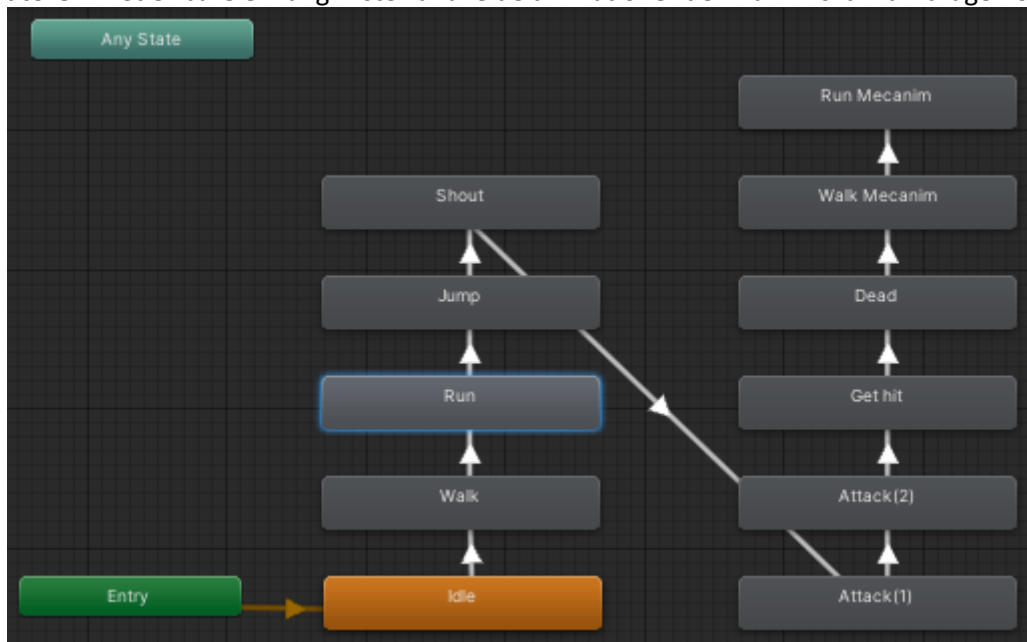 Any State
Run Mecanim
Shout
Walk Mecanim
Jump
Dead
Run
Get hit
Walk
Attack(2)
Entry
Idle
Attack(1)